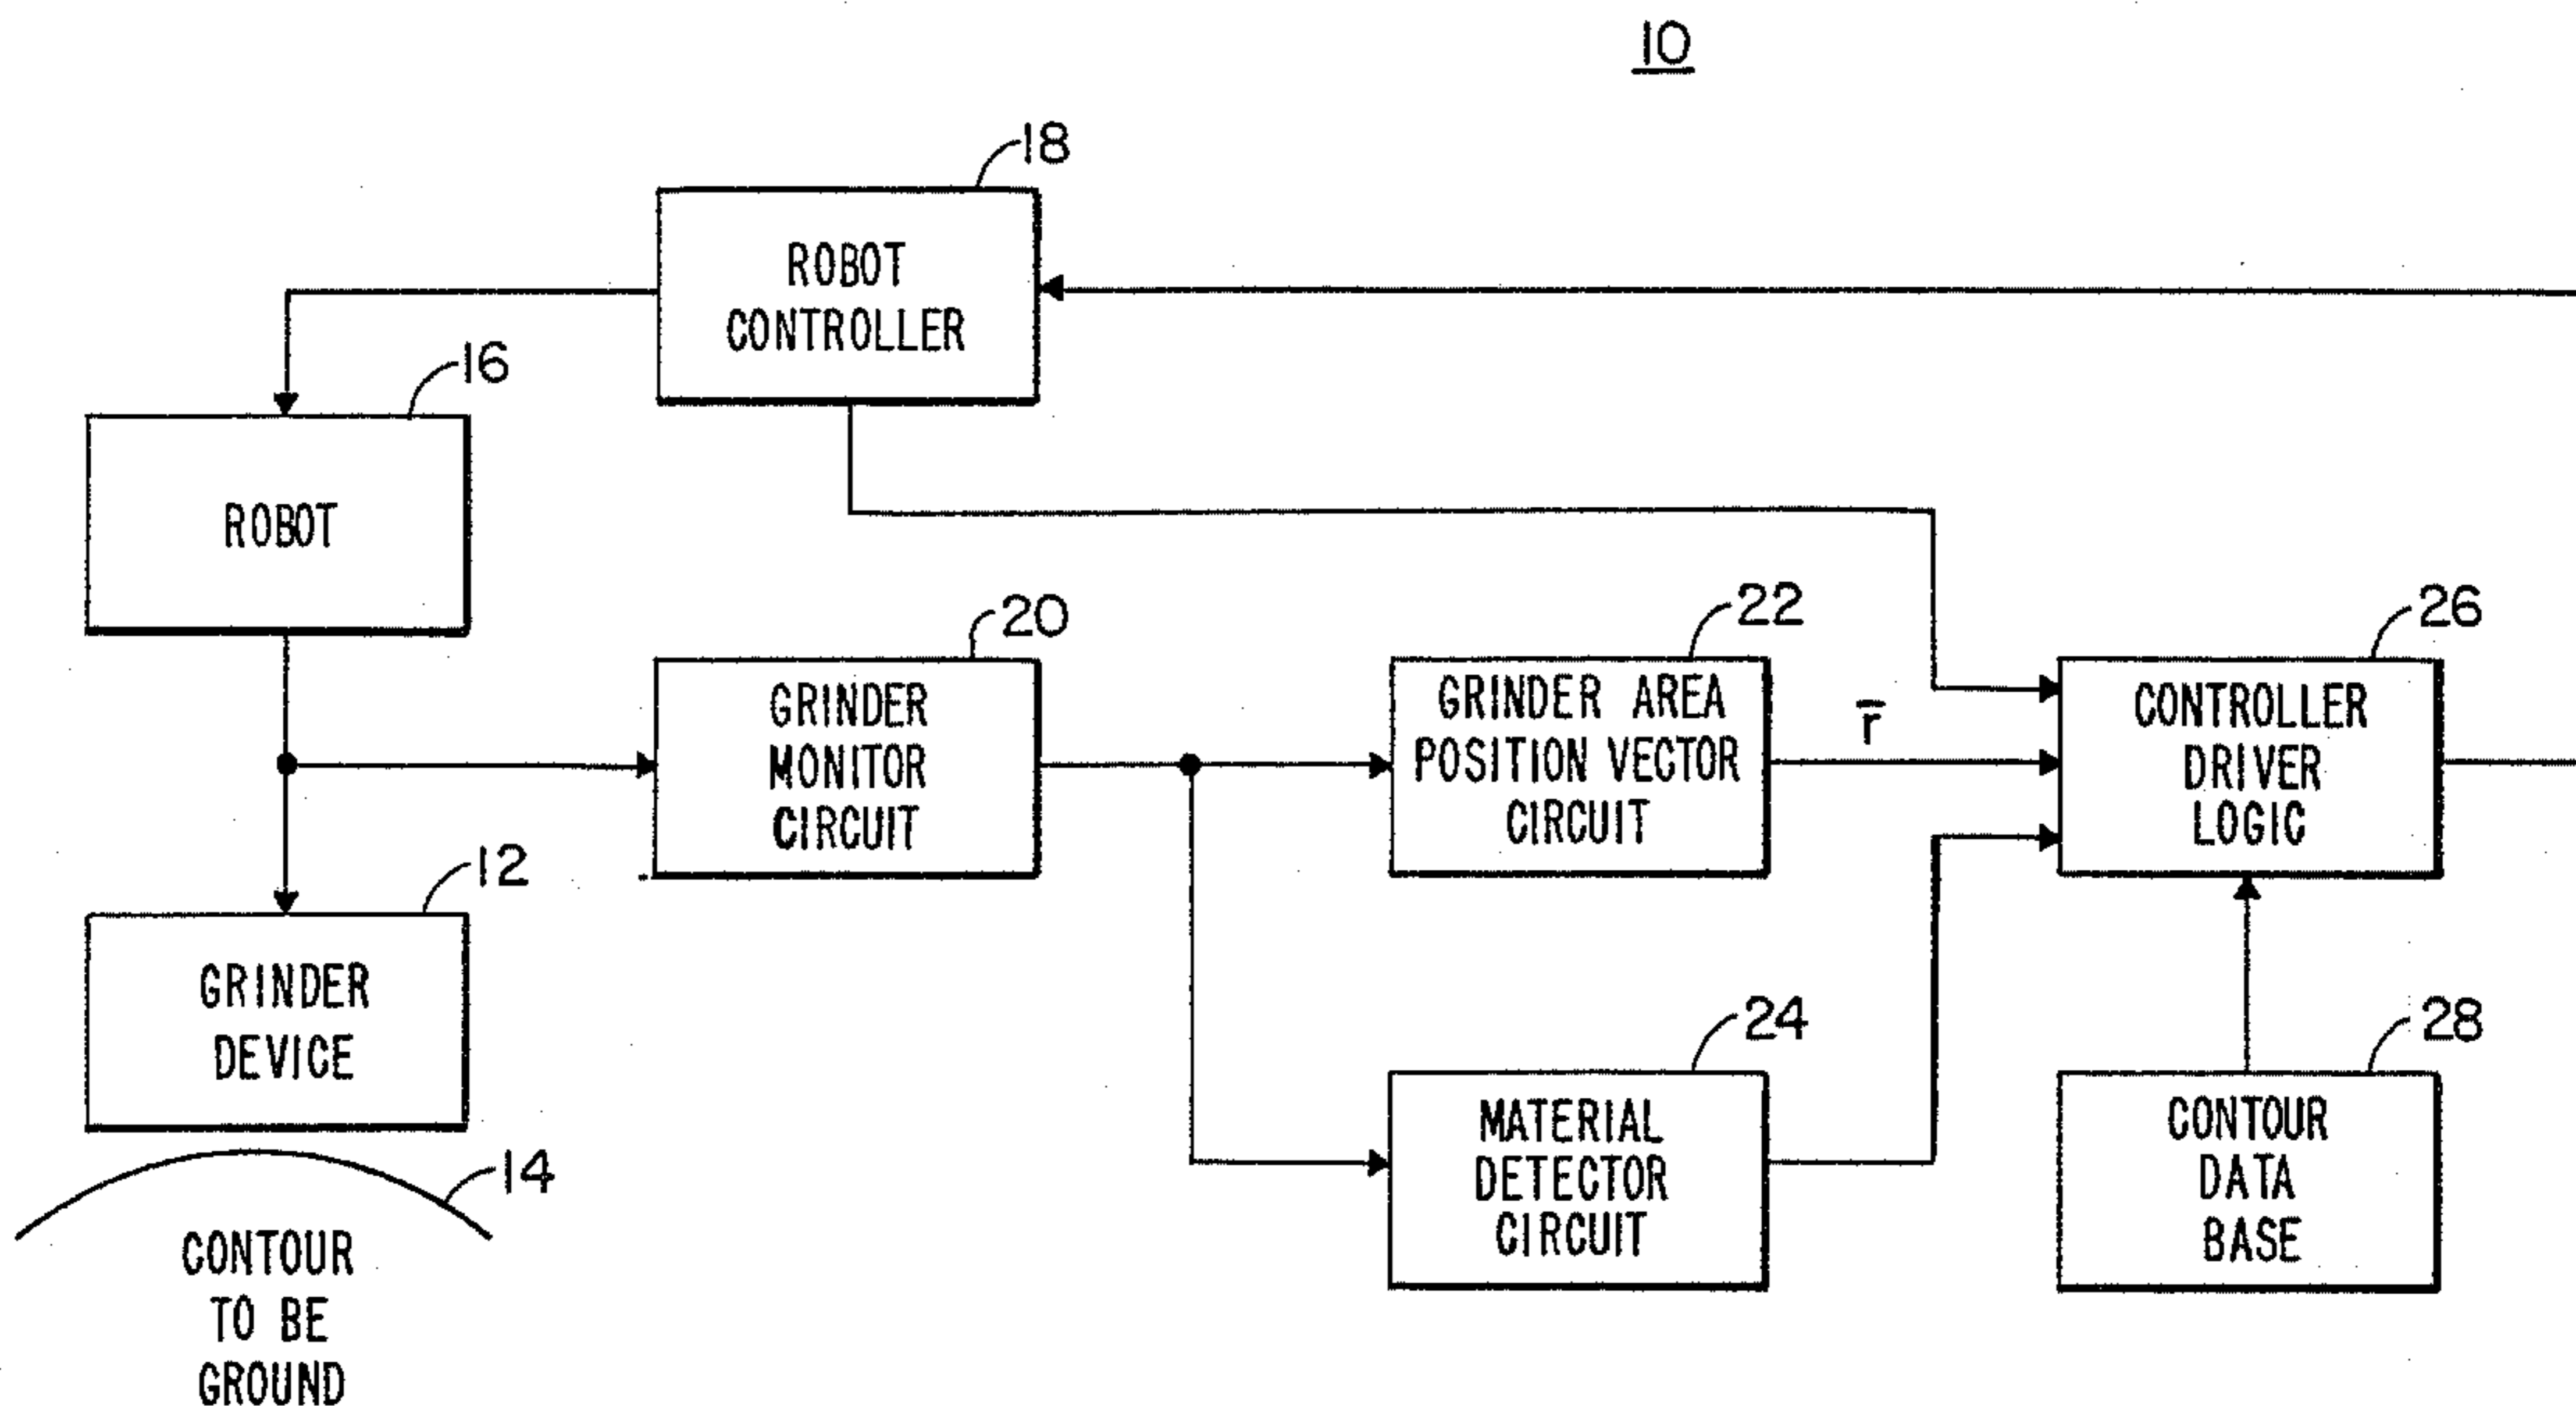 10
18
ROBOT
CONTROLLER
16
ROBOT
20
GRINDER
MONITOR
CIRCUIT
22
GRINDER AREA
POSITION VECTOR
CIRCUIT
r̄
26
CONTROLLER
DRIVER
LOGIC
12
GRINDER
DEVICE
24
MATERIAL
DETECTOR
CIRCUIT
28
CONTOUR
DATA
BASE
14
CONTOUR
TO BE
GROUND